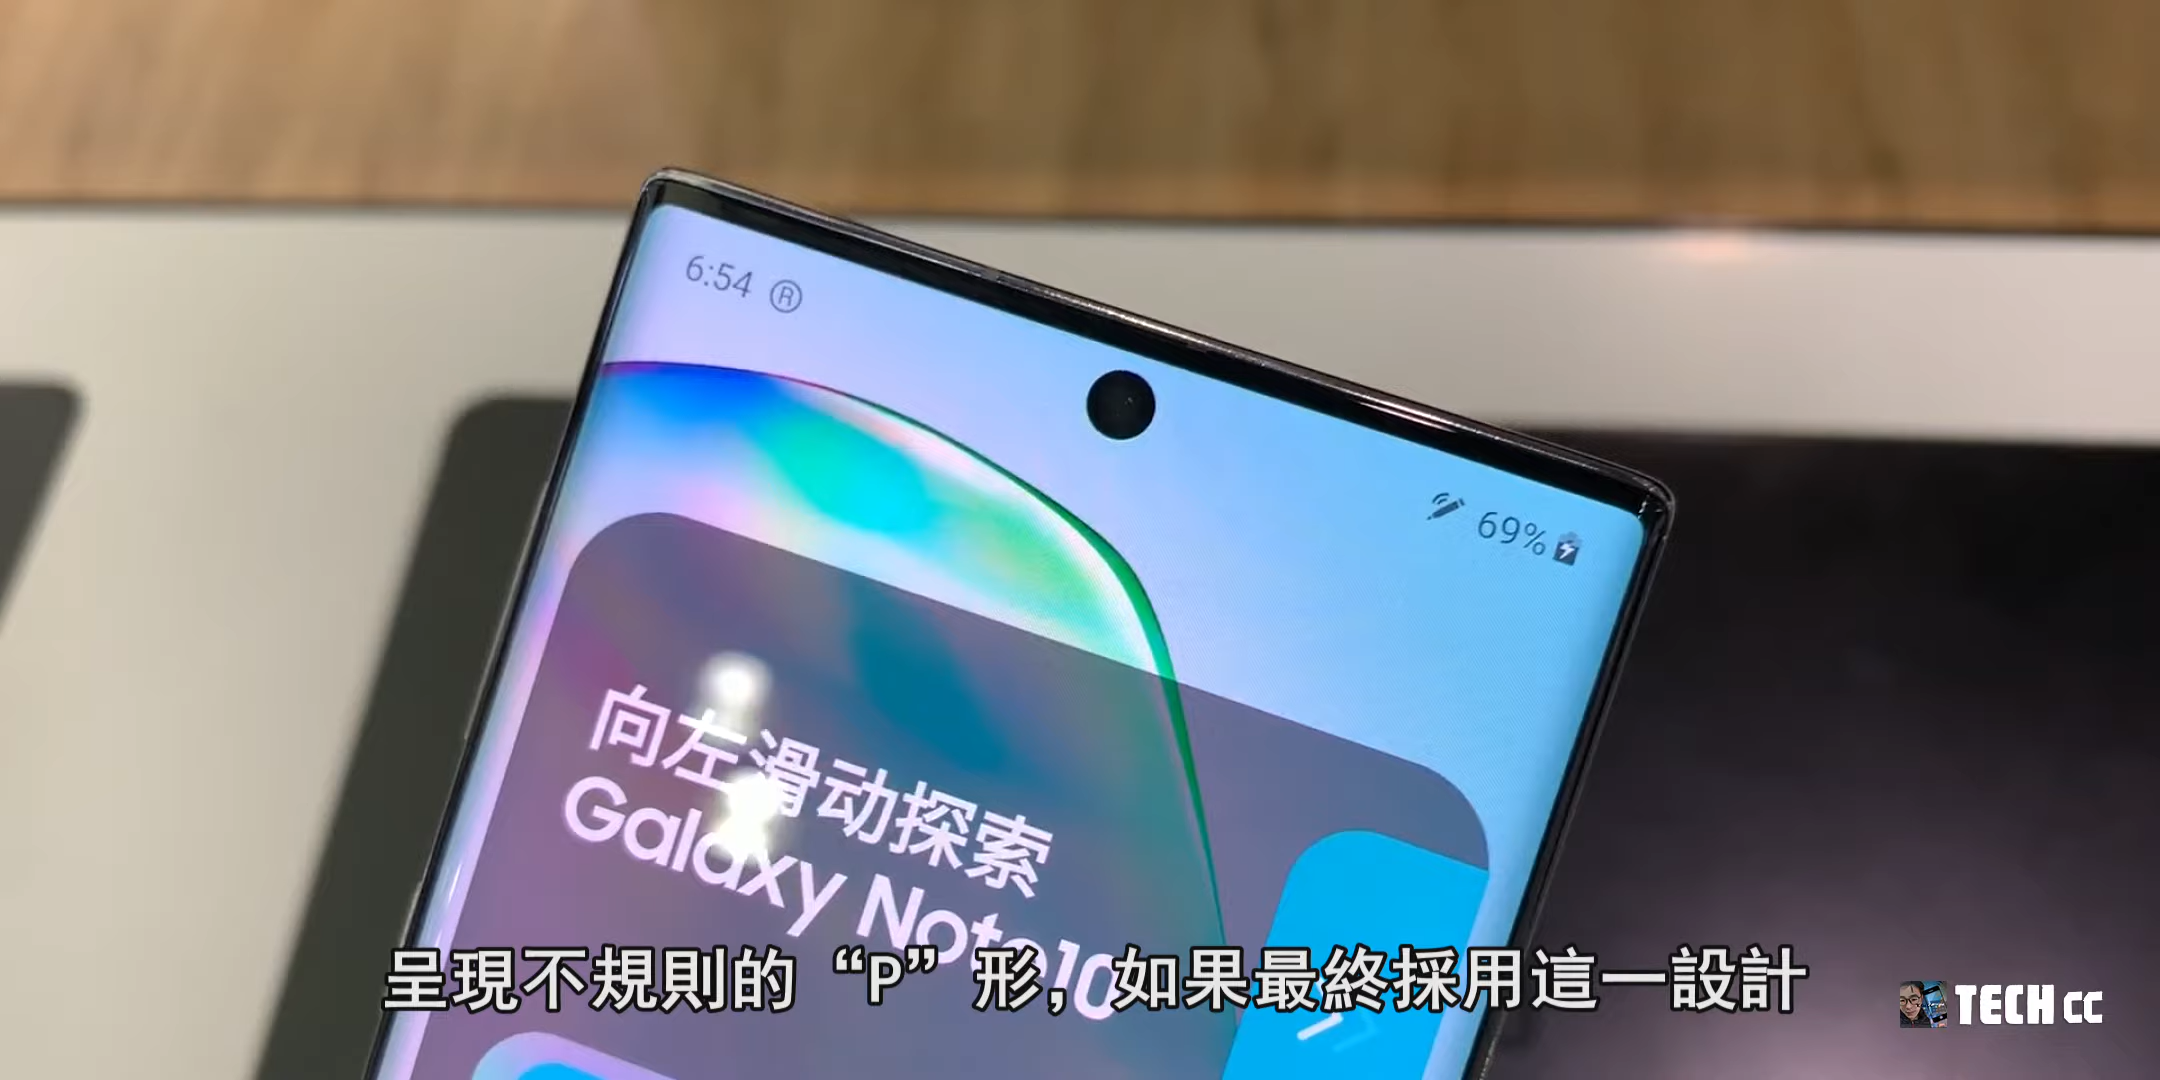 6:54 Ⓡ
69%
向左滑动探索
Galaxy Note10
呈現不規則的“P”形，如果最終採用這一設計
TECH CC